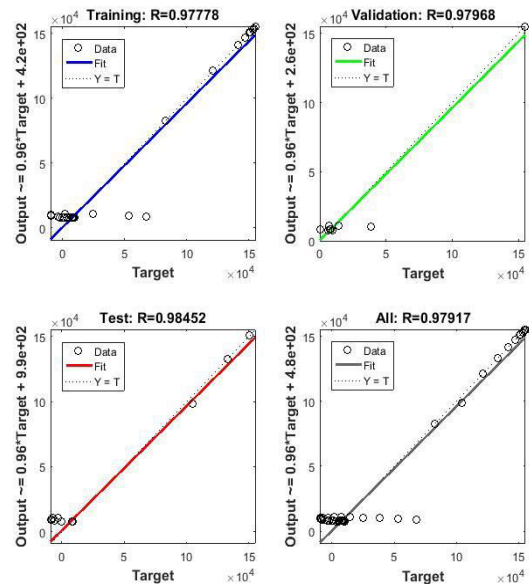 Training: R=0.97778
Output ~= 0.96*Target + 4.2e+02
×10^4
15
10
5
0
Data
Fit
Y = T
0
5
10
15
Target
×10^4
Validation: R=0.97968
Output ~= 0.96*Target + 2.6e+02
×10^4
15
10
5
0
Data
Fit
Y = T
0
5
10
15
Target
×10^4
Test: R=0.98452
Output ~= 0.96*Target + 9.9e+02
×10^4
15
10
5
0
Data
Fit
Y = T
0
5
10
15
Target
×10^4
All: R=0.97917
Output ~= 0.96*Target + 4.8e+02
×10^4
15
10
5
0
Data
Fit
Y = T
0
5
10
15
Target
×10^4